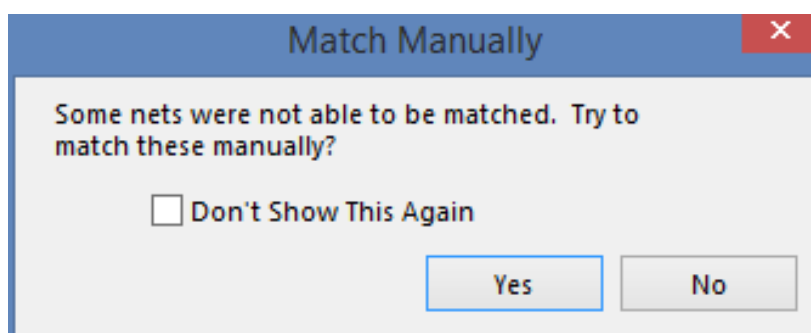 Match Manually
Some nets were not able to be matched.  Try to
match these manually?
Don't Show This Again
Yes
No